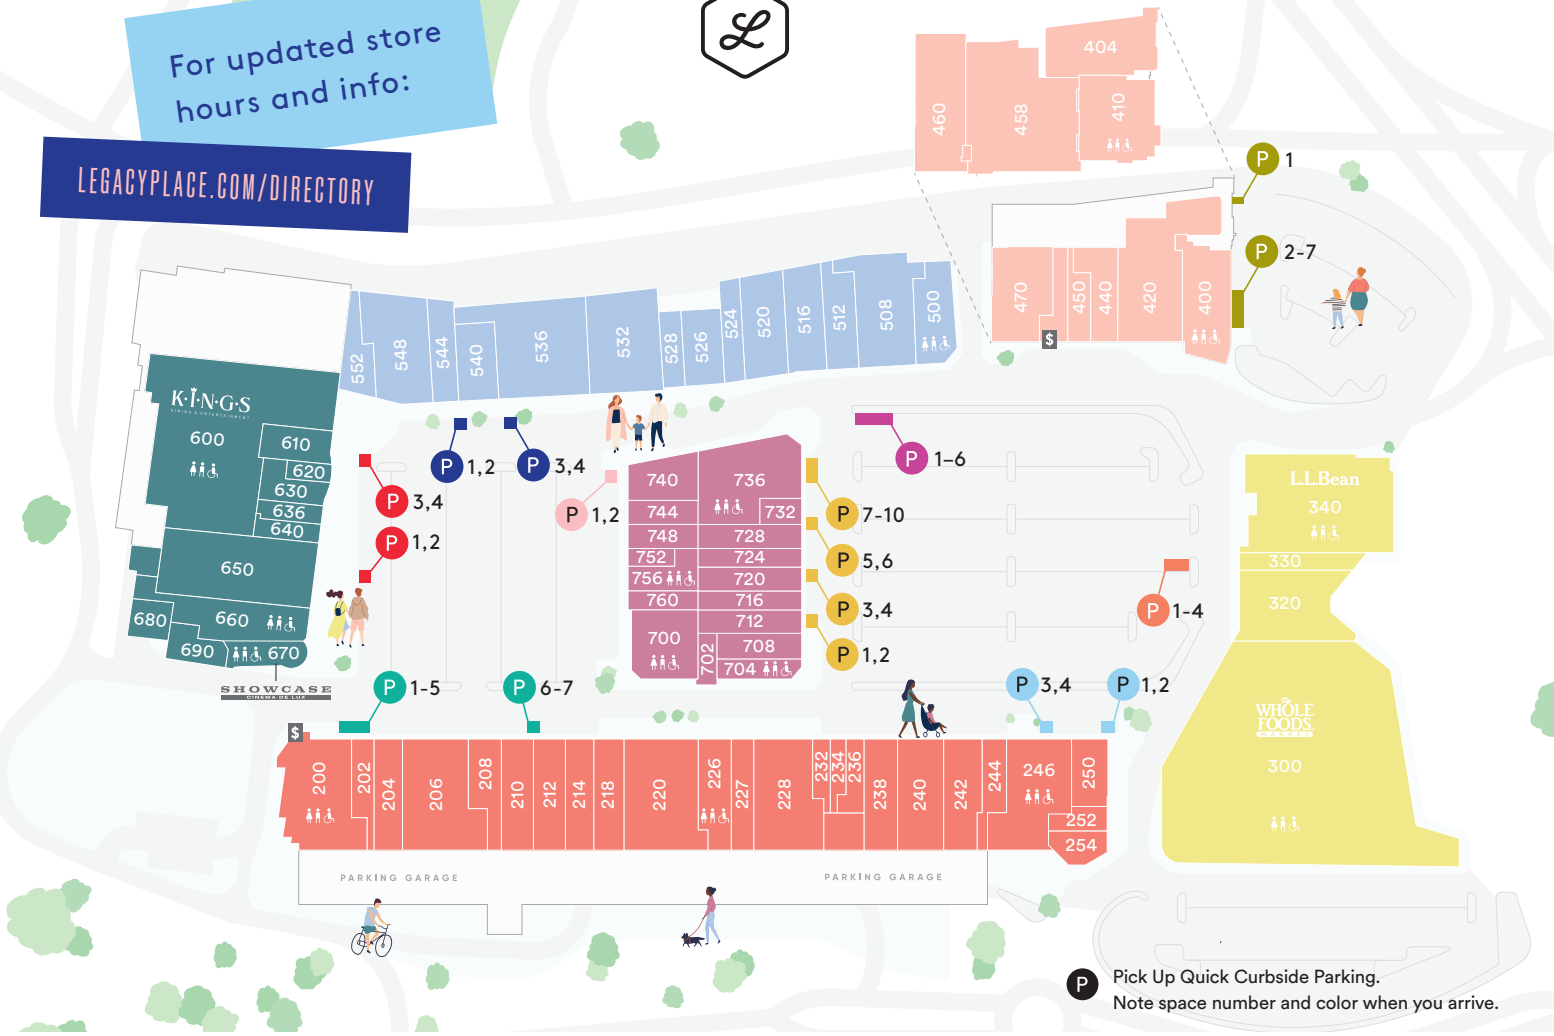 For updated store
hours and info:
LEGACYPLACE.COM/DIRECTORY
L
404
460
458
410
P 1
P 2-7
470
450
440
420
400
$
552
548
544
540
536
532
528
526
524
520
516
512
508
500
K·I·N·G·S
DINING & ENTERTAINMENT
600
610
620
630
636
640
650
660
680
690
670
SHOWCASE
CINEMA DE LUX
P 1,2
P 3,4
P 3,4
P 1,2
P 1,2
740
736
744
732
748
728
752
724
756
720
760
716
712
700
702
708
704
P 1-6
P 7-10
P 5,6
P 3,4
P 1,2
P 1-4
L.L.Bean
340
330
320
WHOLE
FOODS
MARKET
300
P 1-5
P 6-7
P 3,4
P 1,2
$
200
202
204
206
208
210
212
214
218
220
226
227
228
232
234
236
238
240
242
244
246
250
252
254
PARKING GARAGE
PARKING GARAGE
P Pick Up Quick Curbside Parking.
Note space number and color when you arrive.